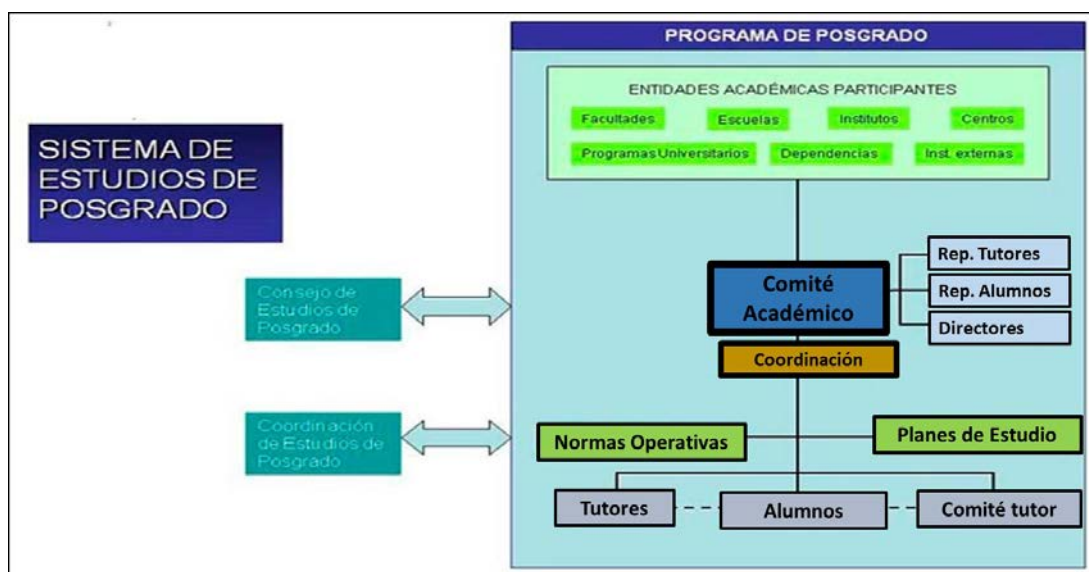 PROGRAMA DE POSGRADO
ENTIDADES ACADÉMICAS PARTICIPANTES
Facultades
Escuelas
Institutos
Centros
Programas Universitarios
Dependencias
Inst. externas
SISTEMA DE
ESTUDIOS DE
POSGRADO
Consejo de
Estudios de
Posgrado
Comité
Académico
Rep. Tutores
Rep. Alumnos
Directores
Coordinación
Coordinación
de Estudios de
Posgrado
Normas Operativas
Planes de Estudio
Tutores
Alumnos
Comité tutor